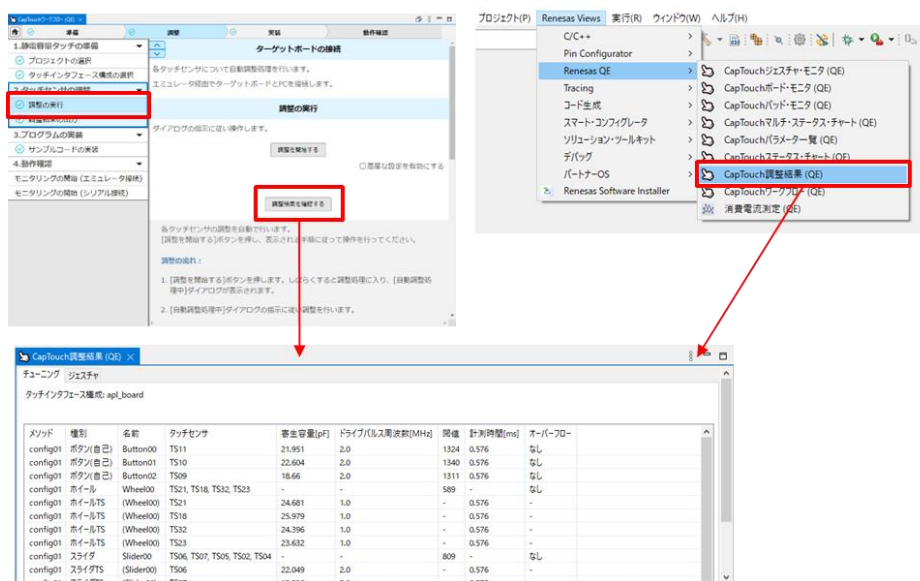 CapTouchワークフロー (QE)
準備
調整
実装
動作確認
1.静電容量タッチの準備
プロジェクトの選択
タッチインタフェース構成の選択
2.タッチセンサの調整
調整の実行
調整結果の出力
3.プログラムの実装
サンプルコードの実装
4.動作確認
モニタリングの開始 (エミュレータ接続)
モニタリングの開始 (シリアル接続)
ターゲットボードの接続
各タッチセンサについて自動調整処理を行います。
エミュレータ経由でターゲットボードとPCを接続します。
調整の実行
ダイアログの指示に従い操作します。
調整を開始する
高度な設定を有効にする
調整結果を確認する
各タッチセンサの調整を自動で行います。
[調整を開始する]ボタンを押し、表示される手順に従って操作を行ってください。
調整の流れ：
1. [調整を開始する]ボタンを押します。しばらくすると調整処理に入り、[自動調整処
理中]ダイアログが表示されます。
2. [自動調整処理中]ダイアログの指示に従い調整を行います。
プロジェクト(P) Renesas Views 実行(R) ウィンドウ(W) ヘルプ(H)
C/C++
Pin Configurator
Renesas QE
Tracing
コード生成
スマート・コンフィグレータ
ソリューション・ツールキット
デバッグ
パートナーOS
Renesas Software Installer
CapTouchジェスチャ・モニタ (QE)
CapTouchボード・モニタ (QE)
CapTouchパッド・モニタ (QE)
CapTouchマルチ・ステータス・チャート (QE)
CapTouchパラメーター覧 (QE)
CapTouchステータス・チャート (QE)
CapTouch調整結果 (QE)
CapTouchワークフロー (QE)
消費電流測定 (QE)
CapTouch調整結果 (QE)
チューニング ジェスチャ
タッチインタフェース構成: apl_board
メソッド 種別 名前 タッチセンサ 寄生容量[pF] ドライブパルス周波数[MHz] 閾値 計測時間[ms] オーバーフロー
config01 ボタン(自己) Button00 TS11 21.951 2.0 1324 0.576 なし
config01 ボタン(自己) Button01 TS10 22.604 2.0 1340 0.576 なし
config01 ボタン(自己) Button02 TS09 18.66 2.0 1311 0.576 なし
config01 ホイール Wheel00 TS21, TS18, TS32, TS23 - - 589 - なし
config01 ホイールTS (Wheel00) TS21 24.681 1.0 - 0.576 -
config01 ホイールTS (Wheel00) TS18 25.979 1.0 - 0.576 -
config01 ホイールTS (Wheel00) TS32 24.396 1.0 - 0.576 -
config01 ホイールTS (Wheel00) TS23 23.632 1.0 - 0.576 -
config01 スライダ Slider00 TS06, TS07, TS05, TS02, TS04 - - 809 - なし
config01 スライダTS (Slider00) TS06 22.049 2.0 - 0.576 -